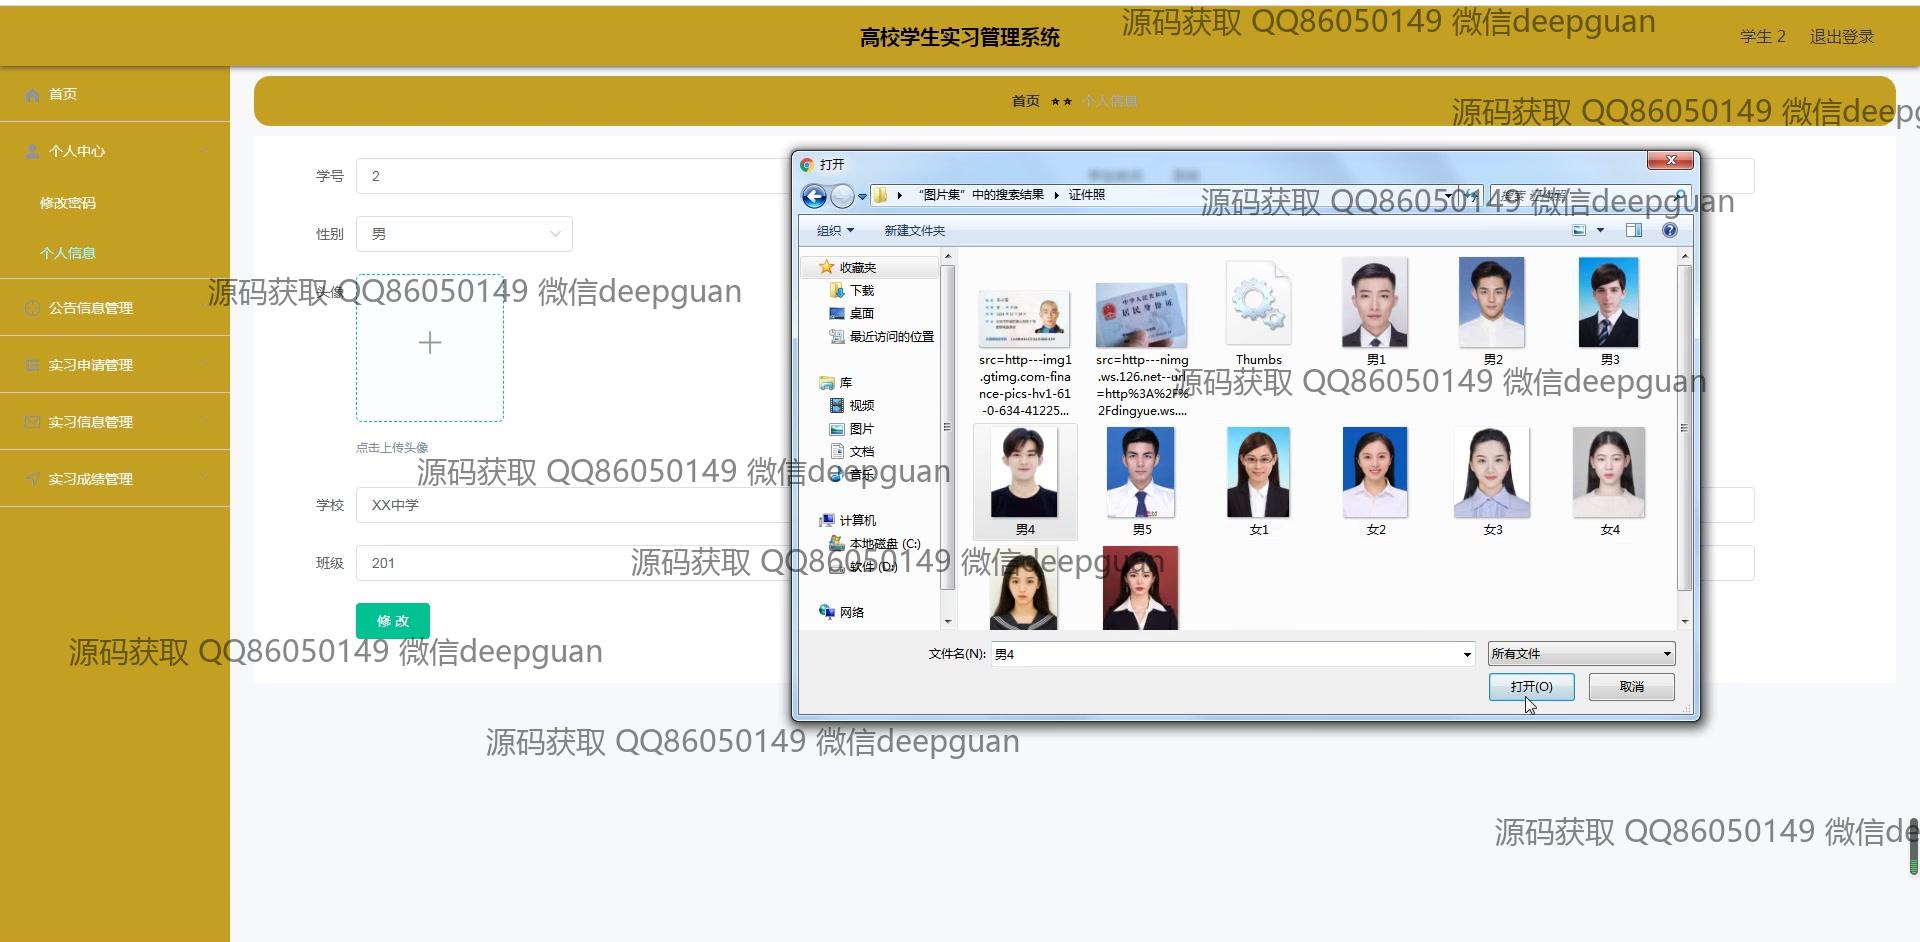 源码获取 QQ86050149 微信deepguan
高校学生实习管理系统
学生 2
退出登录
首页
个人中心
修改密码
个人信息
公告信息管理
实习申请管理
实习信息管理
实习成绩管理
首页 ★★ 个人信息
源码获取 QQ86050149 微信deepg
学号
2
性别
男
头像
源码获取 QQ86050149 微信deepguan
点击上传头像
源码获取 QQ86050149 微信deepguan
学校
XX中学
班级
201
源码获取 QQ86050149 微信deepguan
修 改
源码获取 QQ86050149 微信deepguan
打开
“图片集”中的搜索结果
证件照
源码获取 QQ86050149 微信deepguan
组织
新建文件夹
收藏夹
下载
桌面
最近访问的位置
库
视频
图片
文档
音乐
计算机
本地磁盘 (C:)
软件 (D:)
网络
src=http---img1
.gtimg.com-fina
nce-pics-hv1-61
-0-634-41225...
src=http---nimg
.ws.126.net--url
=http%3A%2F%
2Fdingyue.ws....
Thumbs
男1
男2
男3
源码获取 QQ86050149 微信deepguan
男4
男5
女1
女2
女3
女4
文件名(N):
男4
所有文件
打开(O)
取消
源码获取 QQ86050149 微信deepguan
源码获取 QQ86050149 微信de